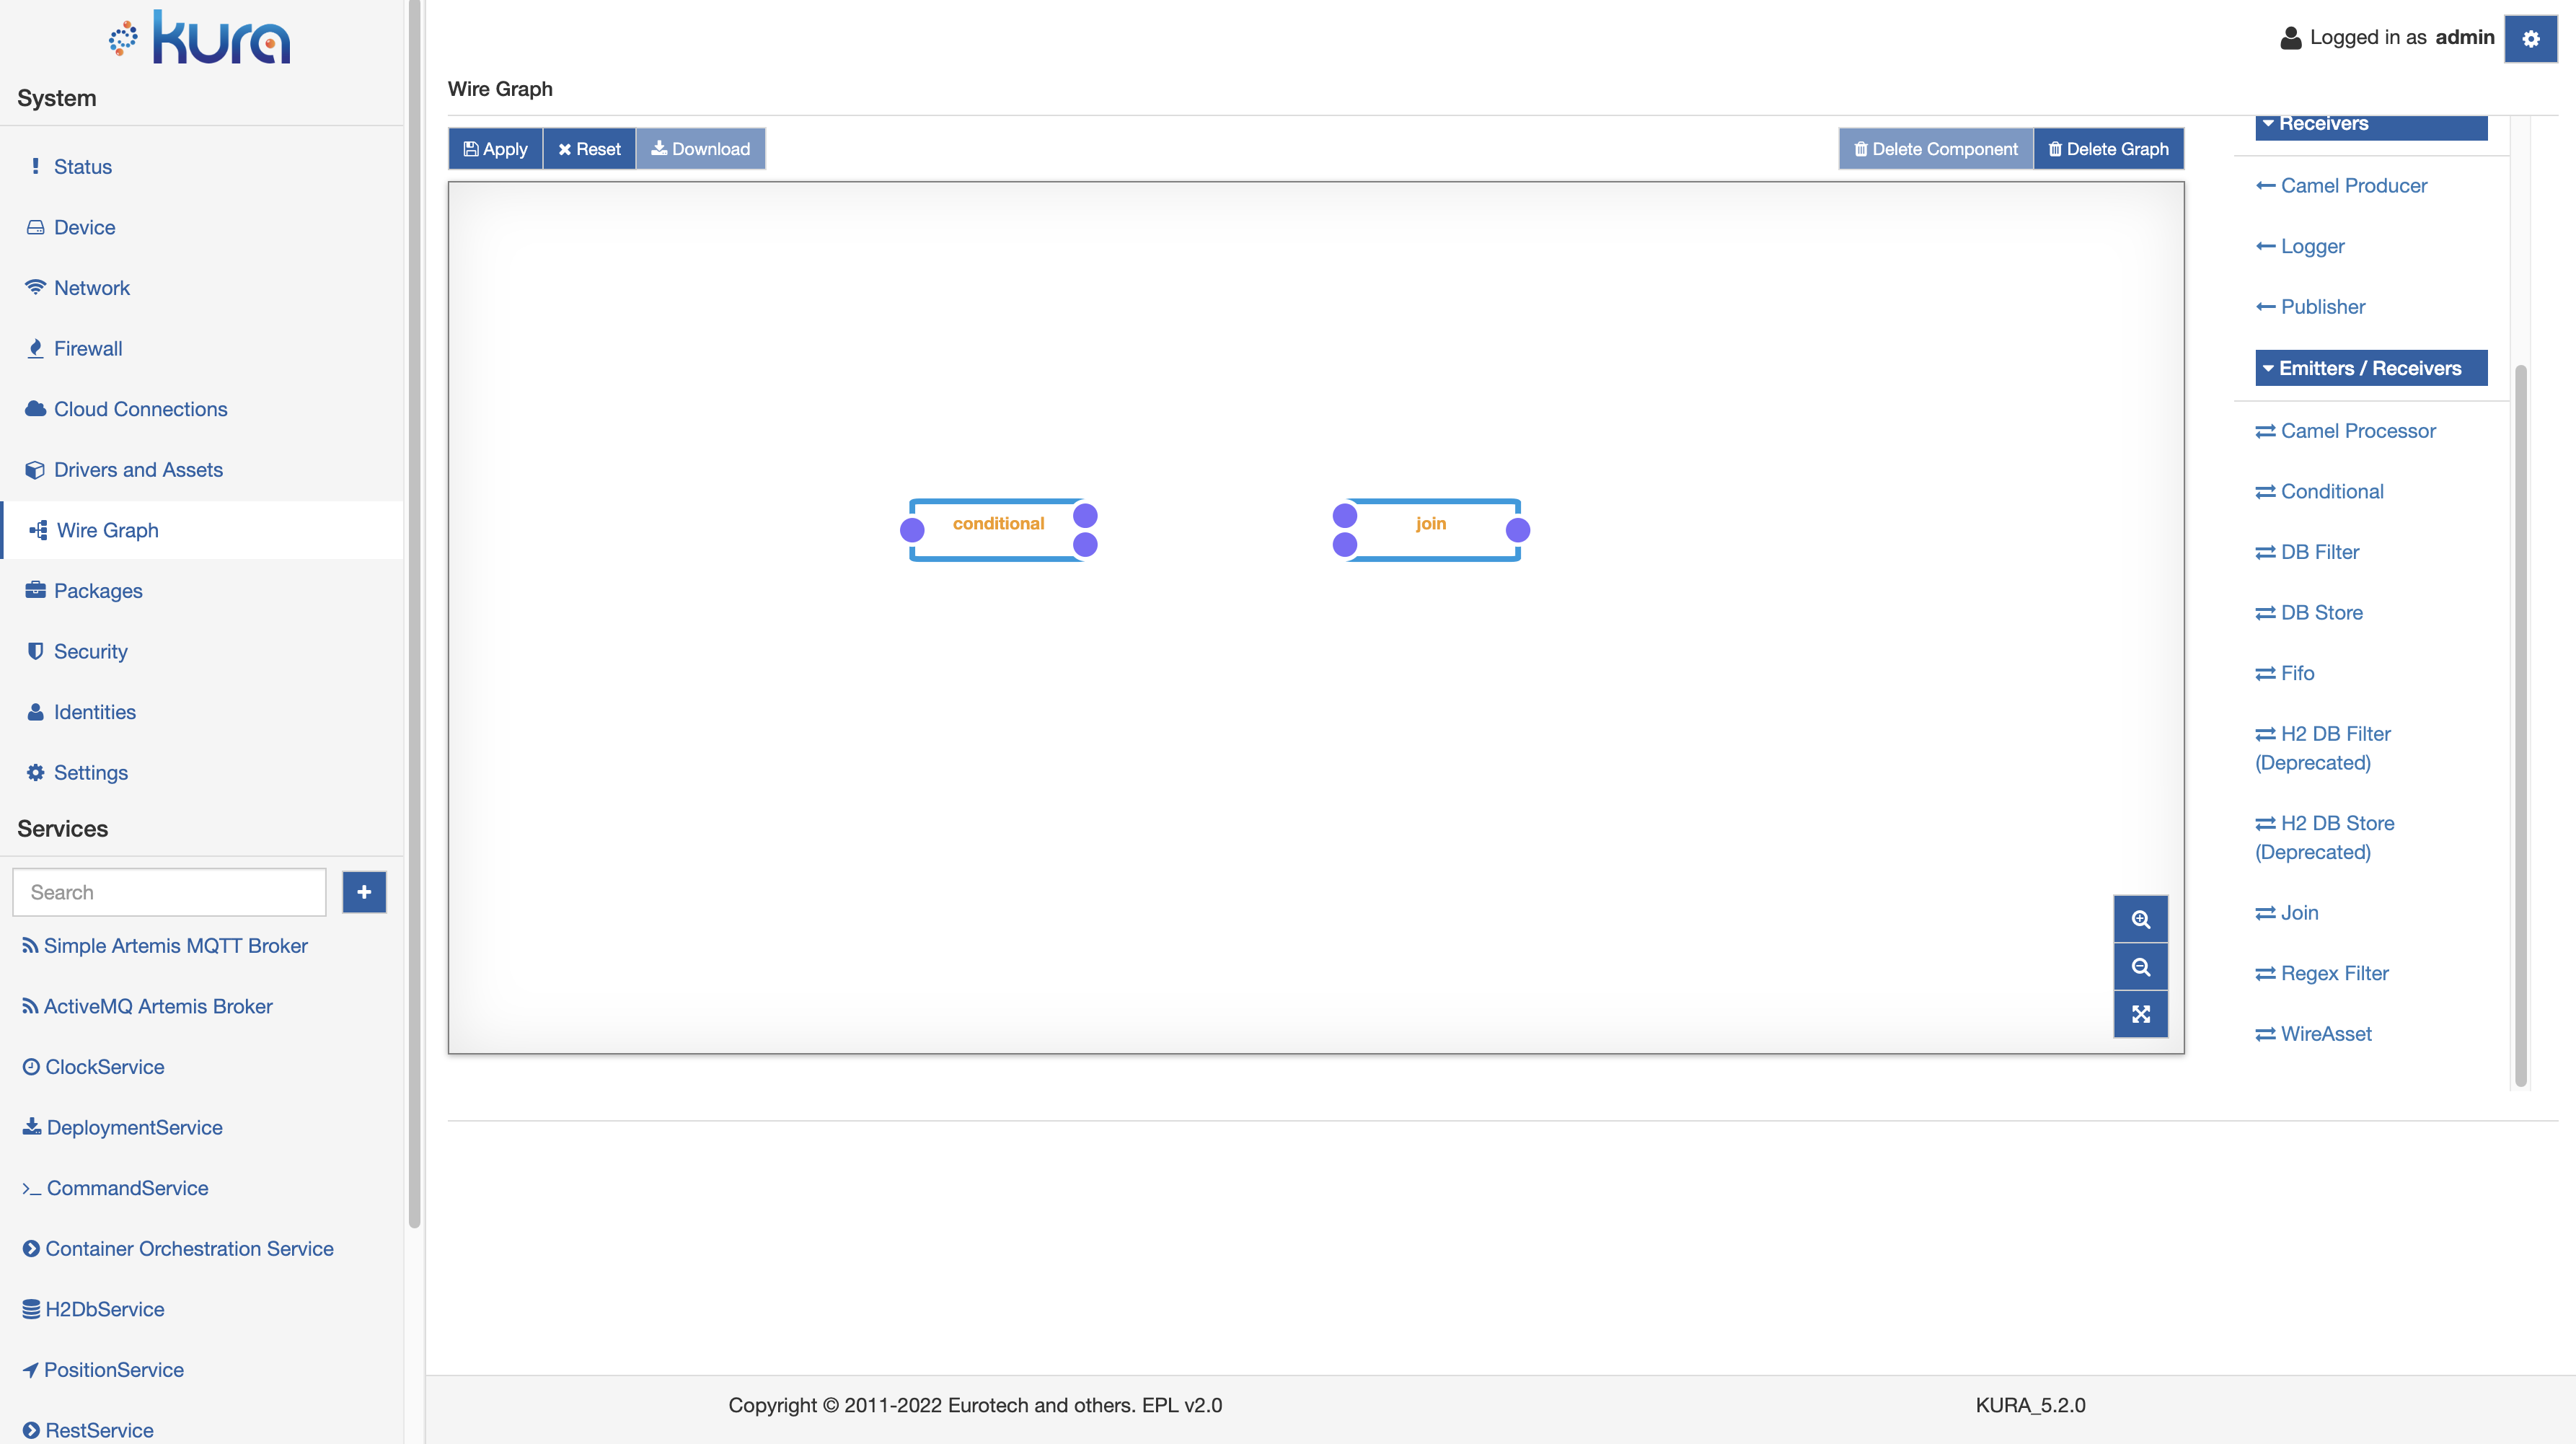 kura
System
Status
Device
Network
Firewall
Cloud Connections
Drivers and Assets
Wire Graph
Packages
Security
Identities
Settings
Services
Search
Simple Artemis MQTT Broker
ActiveMQ Artemis Broker
ClockService
DeploymentService
CommandService
Container Orchestration Service
H2DbService
PositionService
RestService
Logged in as admin
Wire Graph
Apply Reset Download
Delete Component Delete Graph
conditional join
Receivers
Camel Producer
Logger
Publisher
Emitters / Receivers
Camel Processor
Conditional
DB Filter
DB Store
Fifo
H2 DB Filter
(Deprecated)
H2 DB Store
(Deprecated)
Join
Regex Filter
WireAsset
Copyright © 2011-2022 Eurotech and others. EPL v2.0
KURA_5.2.0